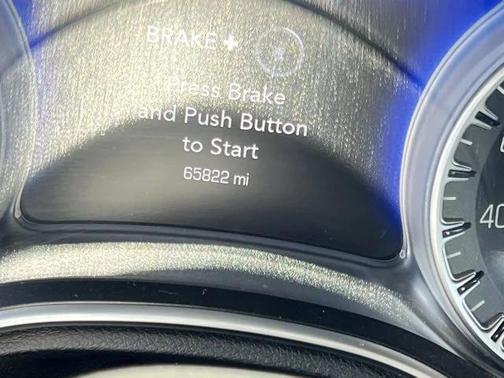 BRAKE +
Press Brake
and Push Button
to Start
65822 mi
40